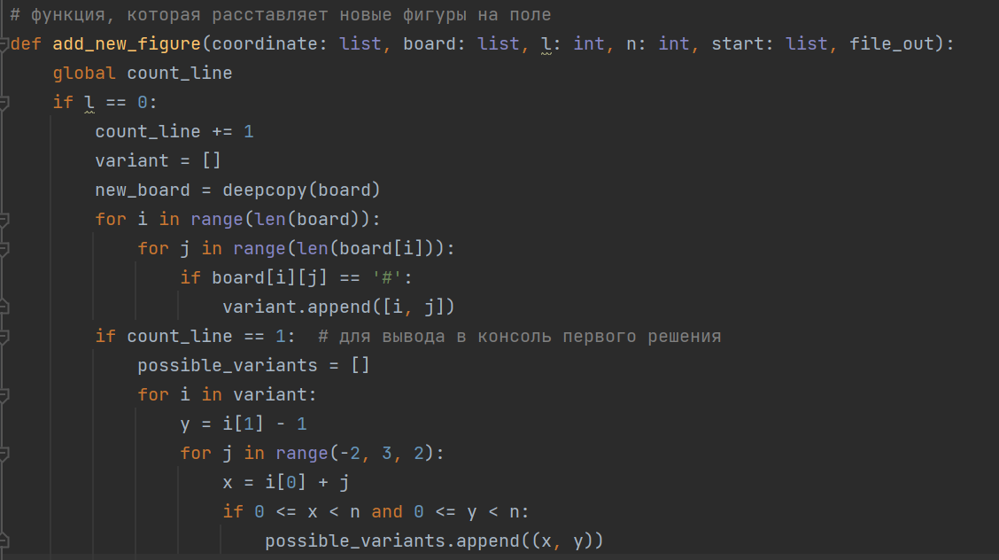 # функция, которая расставляет новые фигуры на поле
def add_new_figure(coordinate: list, board: list, l: int, n: int, start: list, file_out):
    global count_line
    if l == 0:
        count_line += 1
        variant = []
        new_board = deepcopy(board)
        for i in range(len(board)):
            for j in range(len(board[i])):
                if board[i][j] == '#':
                    variant.append([i, j])
        if count_line == 1:  # для вывода в консоль первого решения
            possible_variants = []
            for i in variant:
                y = i[1] - 1
                for j in range(-2, 3, 2):
                    x = i[0] + j
                    if 0 <= x < n and 0 <= y < n:
                        possible_variants.append((x, y))